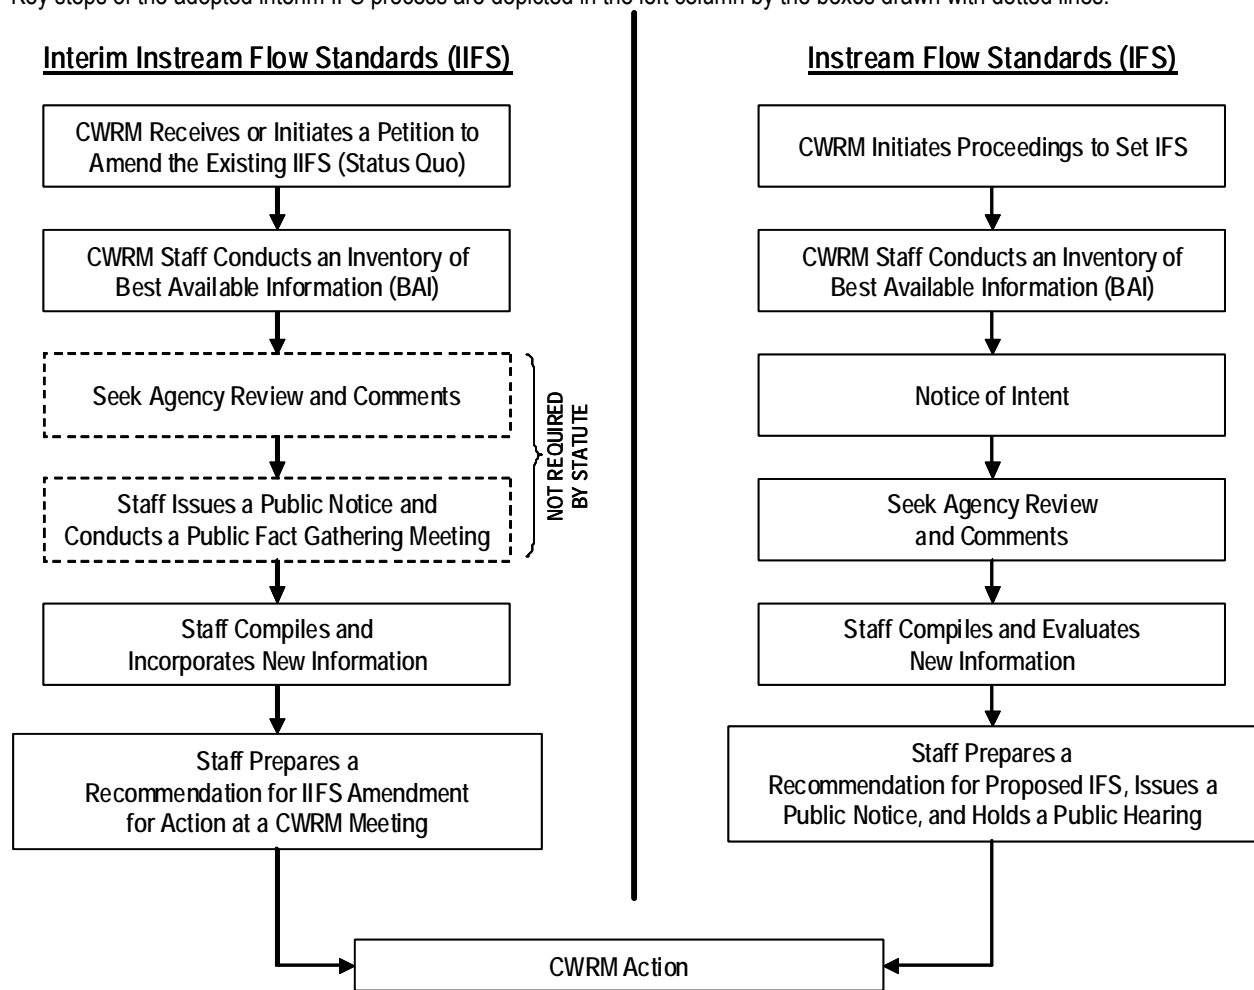 Key steps of the adopted interim IFS process are depicted in the left column by the boxes drawn with dotted lines.
Interim Instream Flow Standards (IIFS)
CWRM Receives or Initiates a Petition to
Amend the Existing IIFS (Status Quo)
CWRM Staff Conducts an Inventory of
Best Available Information (BAI)
Seek Agency Review and Comments
Staff Issues a Public Notice and
Conducts a Public Fact Gathering Meeting
NOT REQUIRED
BY STATUTE
Staff Compiles and
Incorporates New Information
Staff Prepares a
Recommendation for IIFS Amendment
for Action at a CWRM Meeting
Instream Flow Standards (IFS)
CWRM Initiates Proceedings to Set IFS
CWRM Staff Conducts an Inventory of
Best Available Information (BAI)
Notice of Intent
Seek Agency Review
and Comments
Staff Compiles and Evaluates
New Information
Staff Prepares a
Recommendation for Proposed IFS, Issues a
Public Notice, and Holds a Public Hearing
CWRM Action